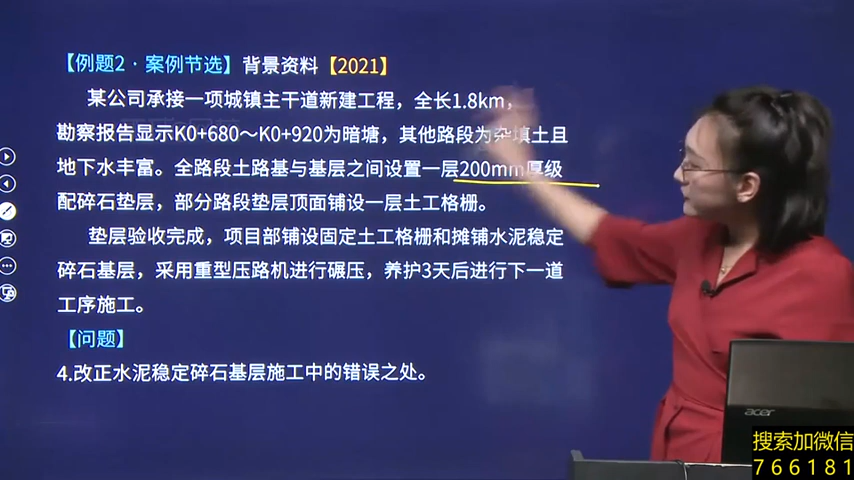 【例题2·案例节选】背景资料【2021】
某公司承接一项城镇主干道新建工程，全长1.8km，
勘察报告显示K0+680～K0+920为暗塘，其他路段为杂填土且
地下水丰富。全路段土路基与基层之间设置一层200mm厚级
配碎石垫层，部分路段垫层顶面铺设一层土工格栅。
垫层验收完成，项目部铺设固定土工格栅和摊铺水泥稳定
碎石基层，采用重型压路机进行碾压，养护3天后进行下一道
工序施工。
【问题】
4.改正水泥稳定碎石基层施工中的错误之处。
acer
搜索加微信
766181